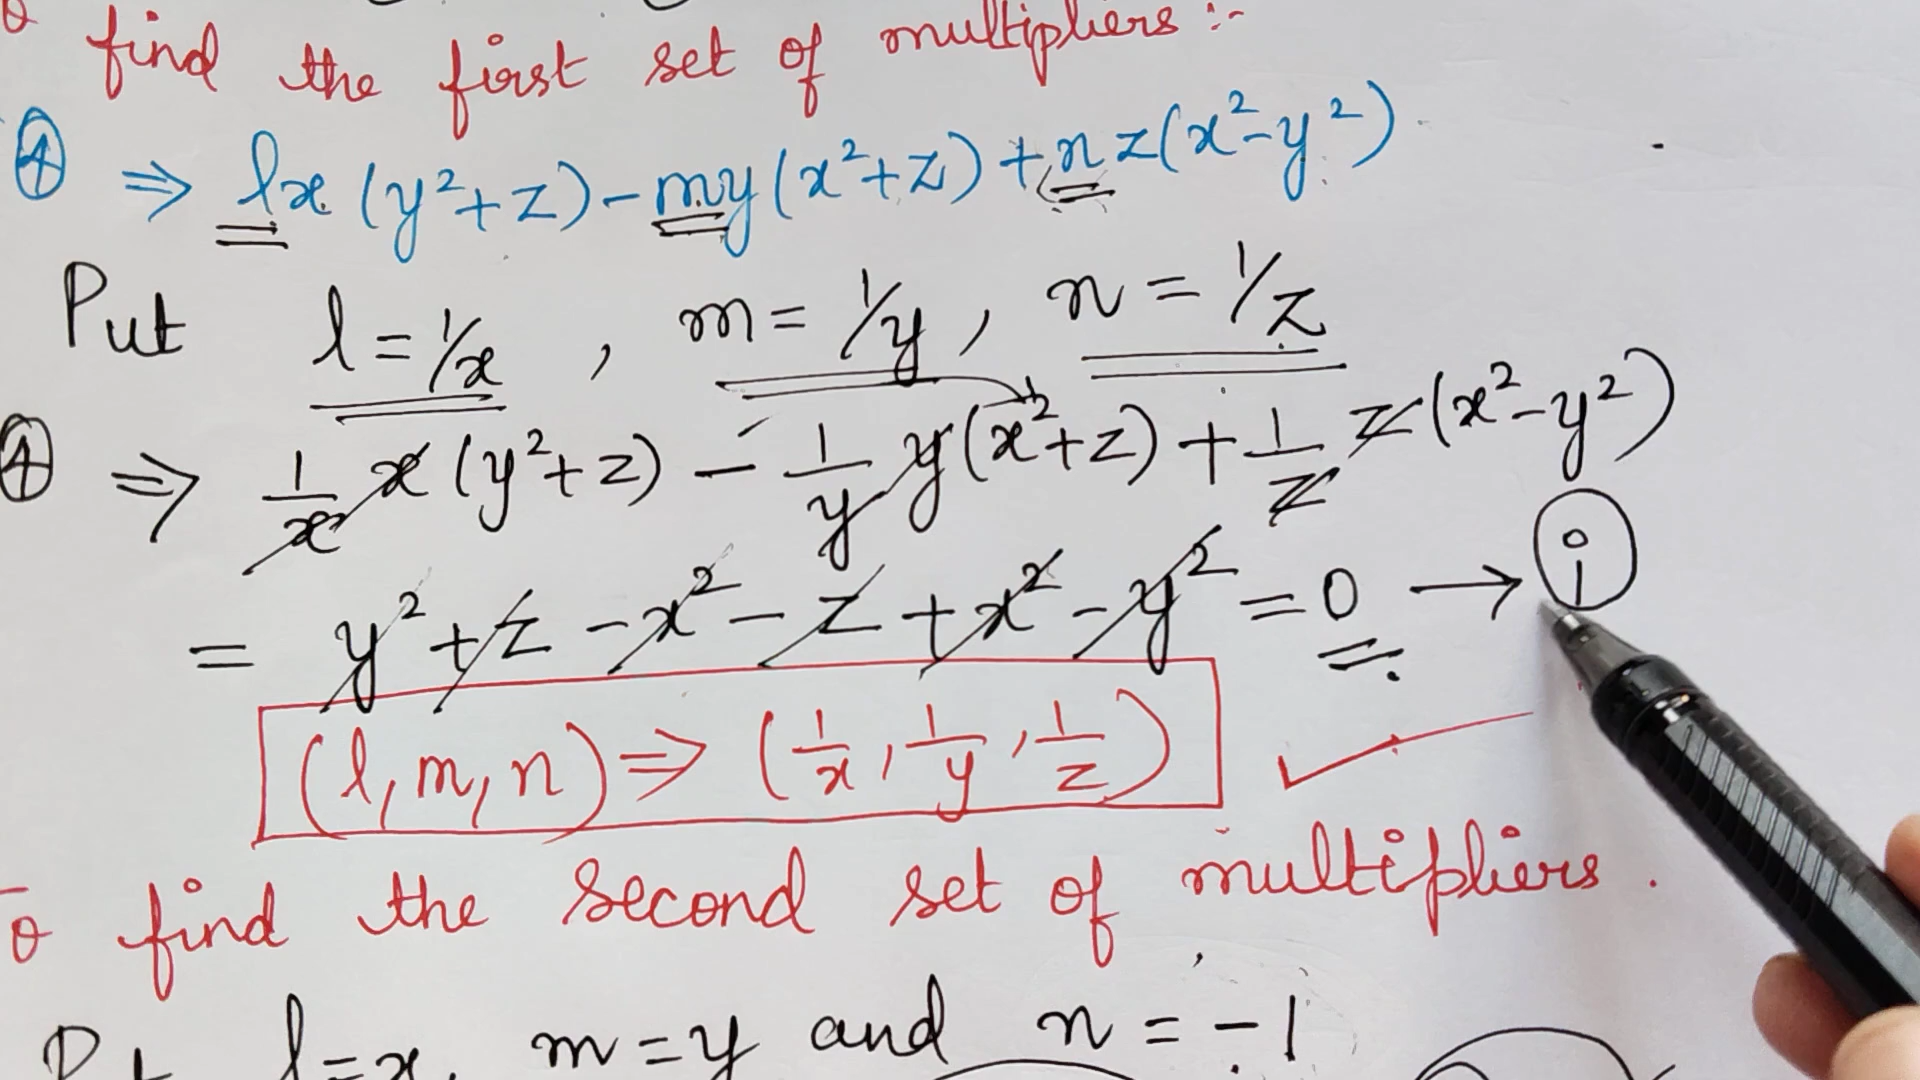 o find the first set of multipliers :-
④ ⇒ lx (y²+z) - my (x²+z) + nz (x²-y²)
Put l = 1/x , m = 1/y , n = 1/z
④ ⇒ 1/x x (y²+z) - 1/y y (x²+z) + 1/z z (x²-y²)
= y² + z - x² - z + x² - y² = 0 → ⓘ
(l, m, n) ⇒ (1/x, 1/y, 1/z) ✓
To find the second set of multipliers.
Put l = x, m = y and n = -1